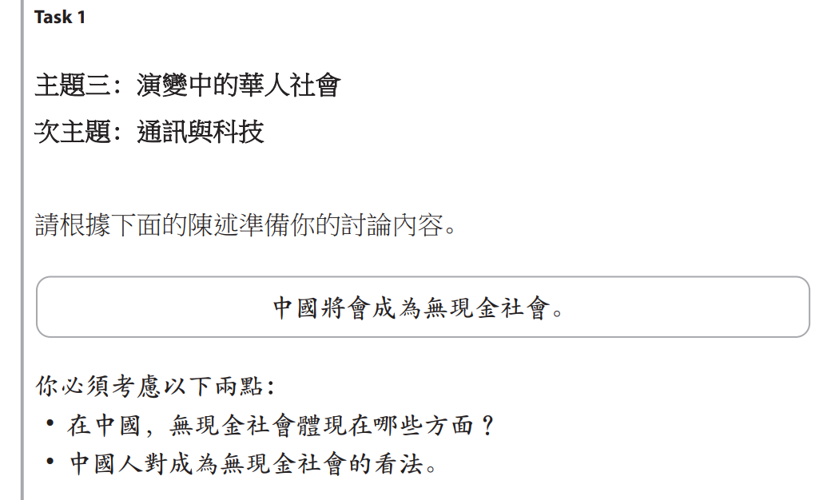 Task 1
主題三：演變中的華人社會
次主題：通訊與科技
請根據下面的陳述準備你的討論內容。
中國將會成為無現金社會。
你必須考慮以下兩點：
• 在中國，無現金社會體現在哪些方面？
• 中國人對成為無現金社會的看法。